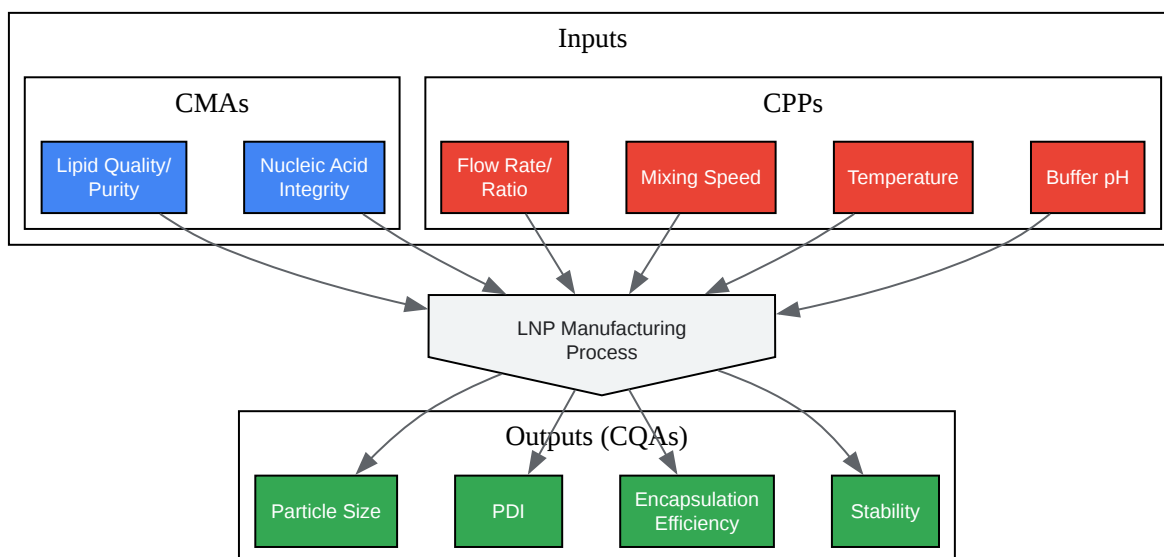 Inputs
CMAs
CPPs
Lipid Quality/
Purity
Nucleic Acid
Integrity
Flow Rate/
Ratio
Mixing Speed
Temperature
Buffer pH
LNP Manufacturing
Process
Outputs (CQAs)
Particle Size
PDI
Encapsulation
Efficiency
Stability